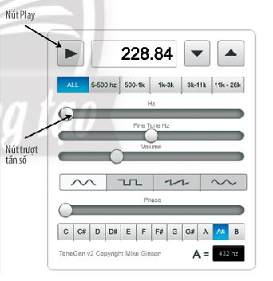 Nút Play
228.84
ALL 5-500 hz 500-1k 1k-3k 3k-11k 11k - 20k
Hz
Fine Tune Hz
Nút trượt
tần số
Volume
Phase
C C# D D# E F F# G G# A A# B
ToneGen v2 Copyright Mike Gieson A = 432 hz